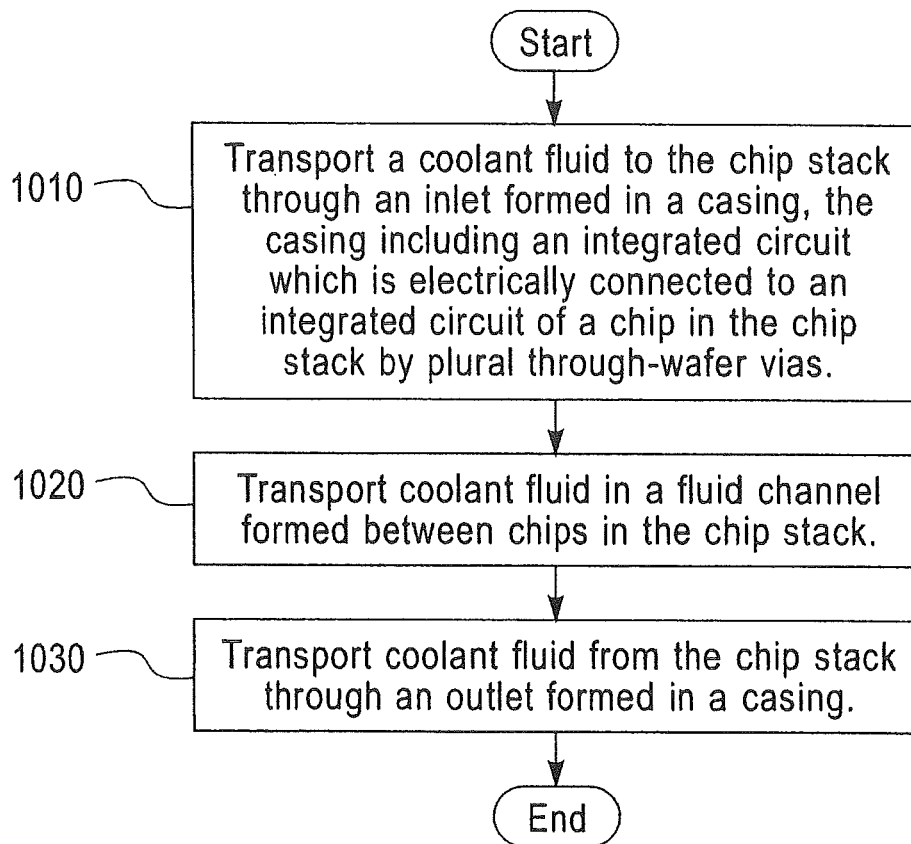 Start
1010
Transport a coolant fluid to the chip stack
through an inlet formed in a casing, the
casing including an integrated circuit
which is electrically connected to an
integrated circuit of a chip in the chip
stack by plural through-wafer vias.
1020
Transport coolant fluid in a fluid channel
formed between chips in the chip stack.
1030
Transport coolant fluid from the chip stack
through an outlet formed in a casing.
End